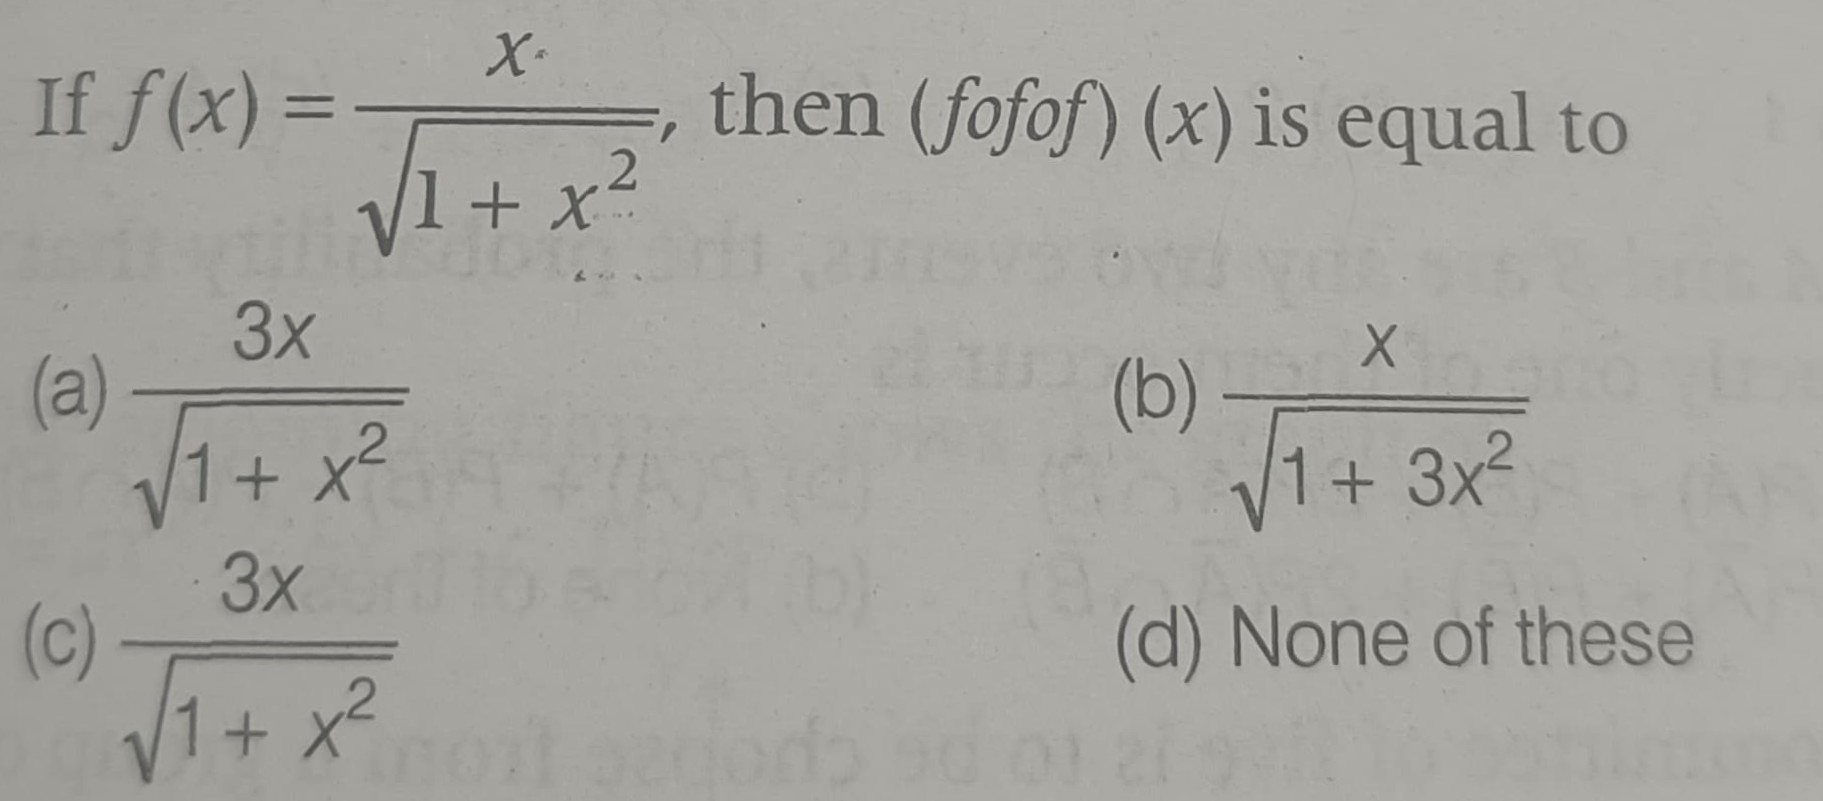 If f(x) = x / √(1 + x²), then (fofof) (x) is equal to
(a) 3x / √(1 + x²) (b) x / √(1 + 3x²)
(c) 3x / √(1 + x²) (d) None of these